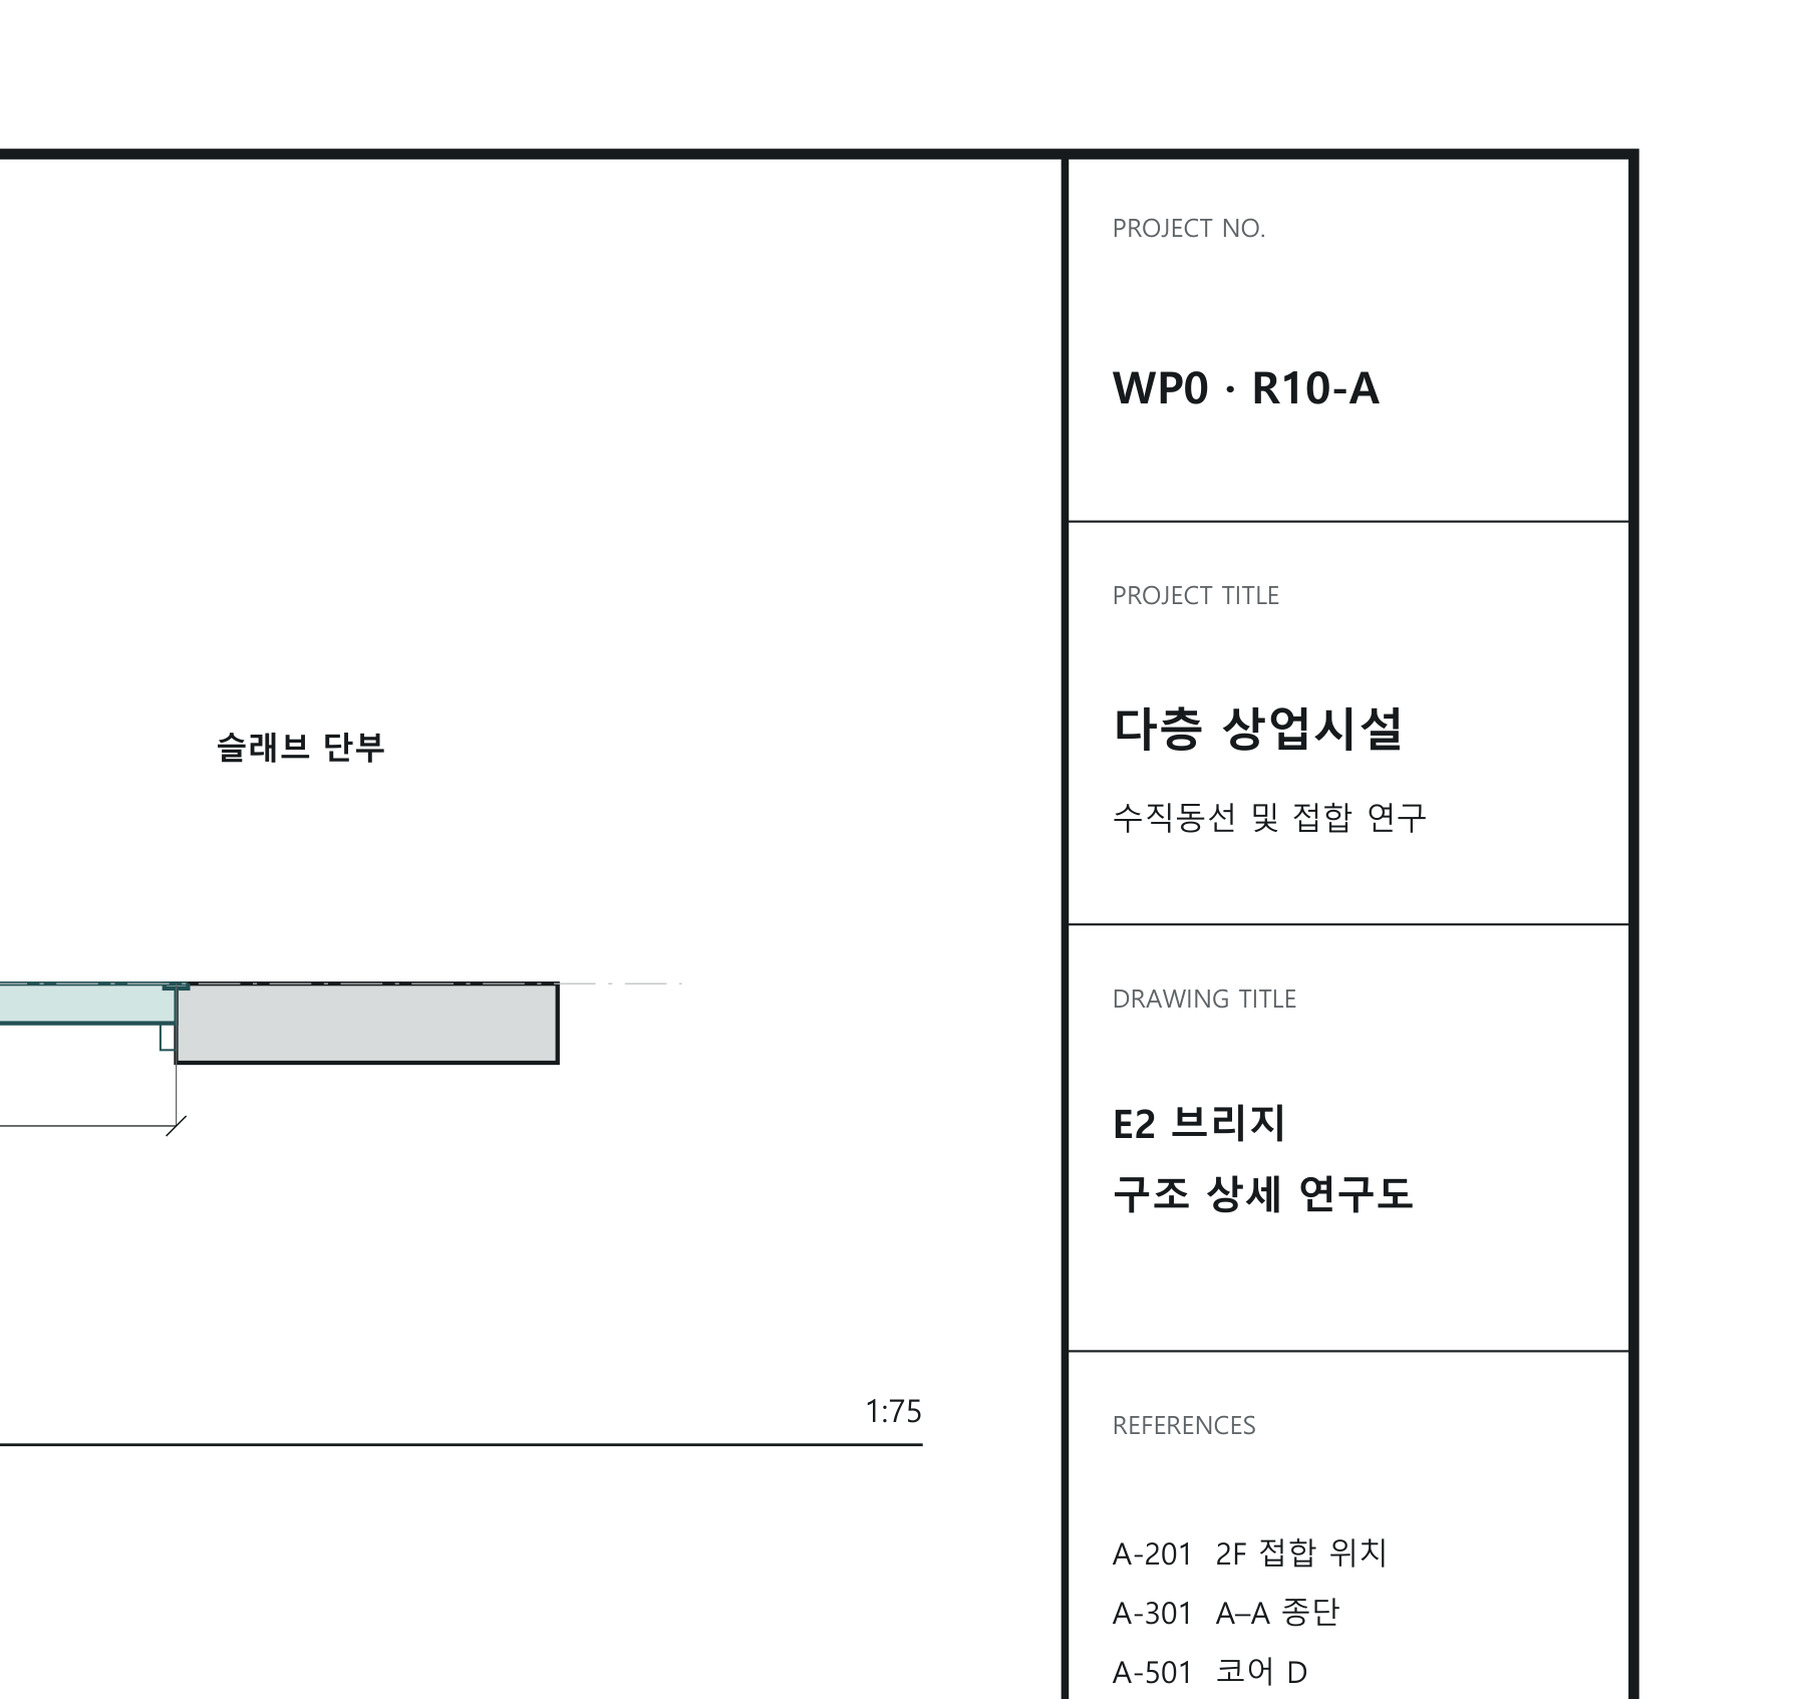 PROJECT NO.
WP0 · R10-A
PROJECT TITLE
다층 상업시설
수직동선 및 접합 연구
슬래브 단부
DRAWING TITLE
E2 브리지
구조 상세 연구도
1:75
REFERENCES
A-201 2F 접합 위치
A-301 A–A 종단
A-501 코어 D